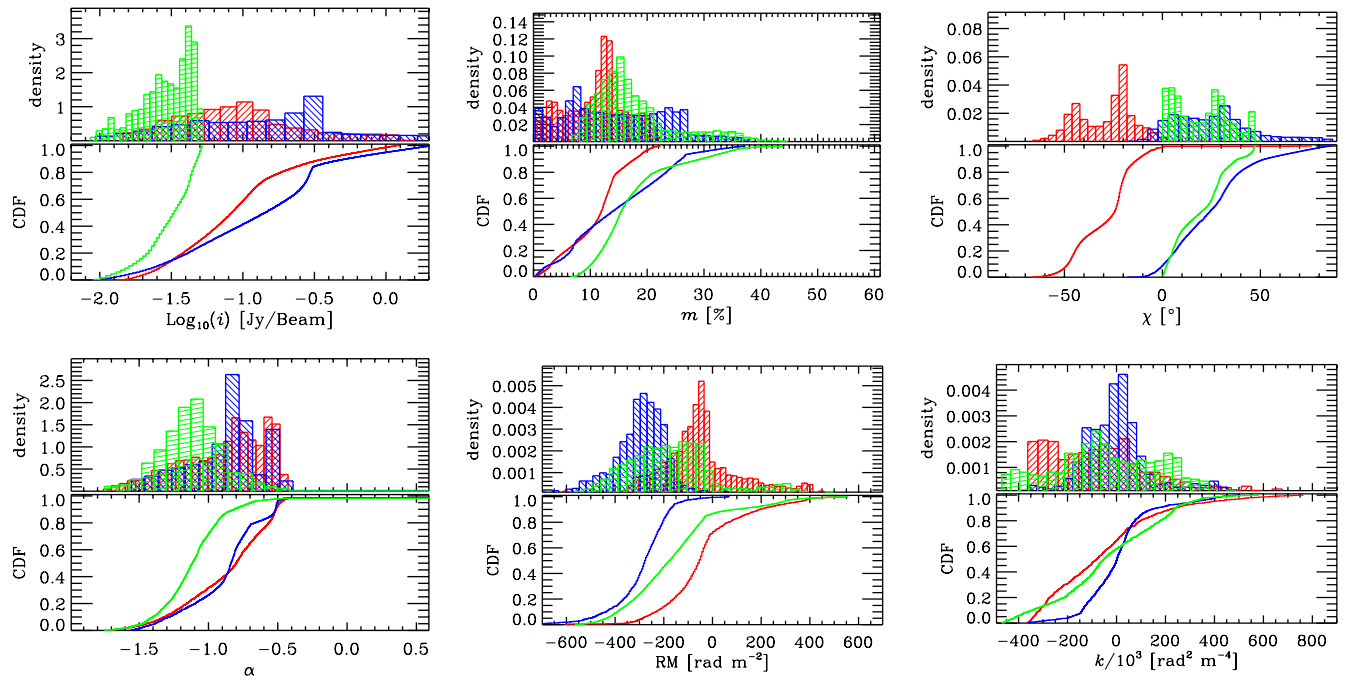 density
3
2
1
CDF
1.0
0.8
0.6
0.4
0.2
0.0
−2.0 −1.5 −1.0 −0.5 0.0
Log₁₀(i) [Jy/Beam]
density
0.14
0.12
0.10
0.08
0.06
0.04
0.02
CDF
1.0
0.8
0.6
0.4
0.2
0.0
0 10 20 30 40 50 60
m [%]
density
0.08
0.06
0.04
0.02
CDF
1.0
0.8
0.6
0.4
0.2
0.0
−50 0 50
χ [°]
density
2.5
2.0
1.5
1.0
0.5
CDF
1.0
0.8
0.6
0.4
0.2
0.0
−1.5 −1.0 −0.5 0.0 0.5
α
density
0.005
0.004
0.003
0.002
0.001
CDF
1.0
0.8
0.6
0.4
0.2
0.0
−600 −400 −200 0 200 400 600
RM [rad m⁻²]
density
0.004
0.003
0.002
0.001
CDF
1.0
0.8
0.6
0.4
0.2
0.0
−400 −200 0 200 400 600 800
k/10³ [rad² m⁻⁴]